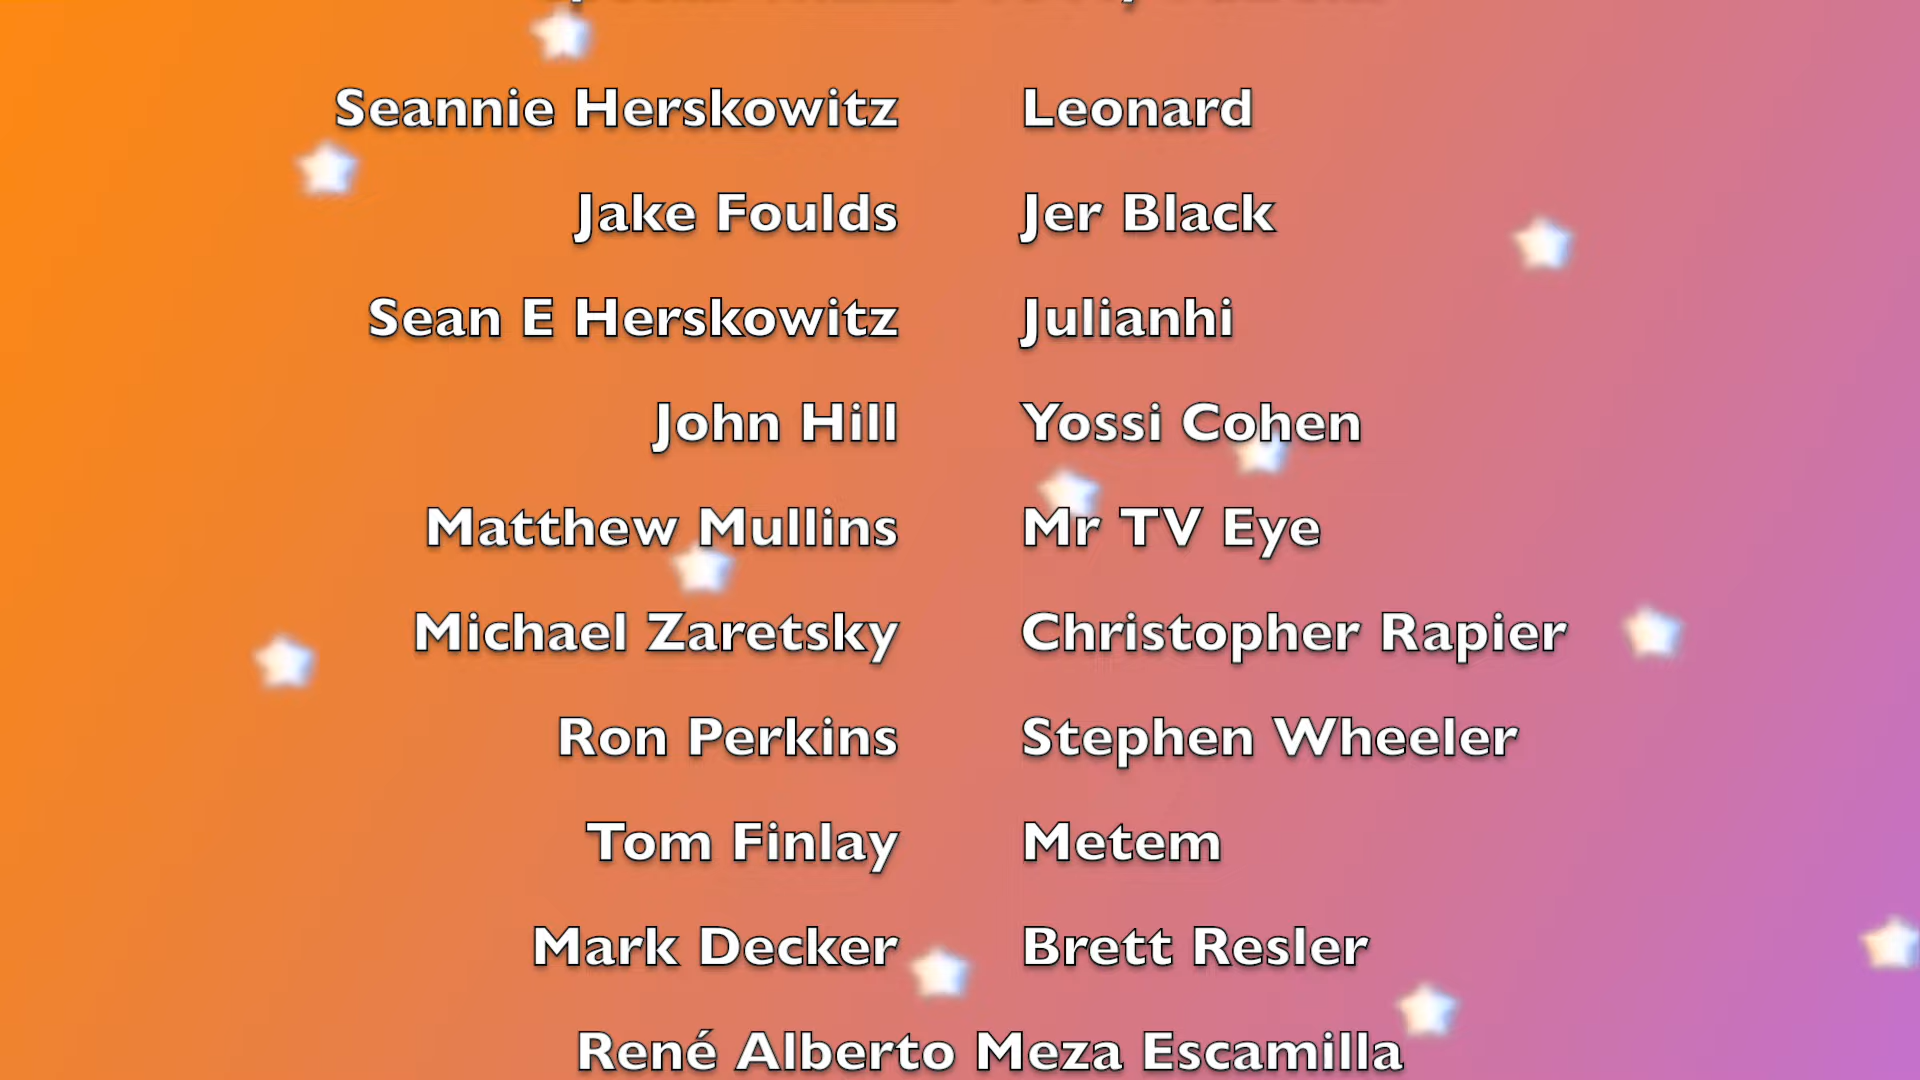 Seannie Herskowitz Leonard
Jake Foulds Jer Black
Sean E Herskowitz Julianhi
John Hill Yossi Cohen
Matthew Mullins Mr TV Eye
Michael Zaretsky Christopher Rapier
Ron Perkins Stephen Wheeler
Tom Finlay Metem
Mark Decker Brett Resler
René Alberto Meza Escamilla